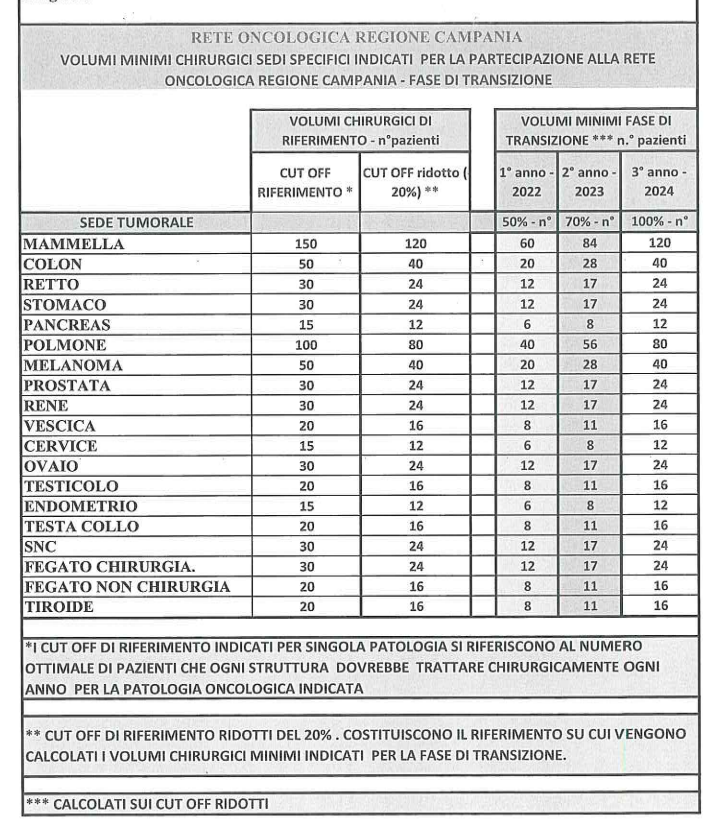 RETE ONCOLOGICA REGIONE CAMPANIA
VOLUMI MINIMI CHIRURGICI SEDI SPECIFICI INDICATI PER LA PARTECIPAZIONE ALLA RETE
ONCOLOGICA REGIONE CAMPANIA - FASE DI TRANSIZIONE
VOLUMI CHIRURGICI DI RIFERIMENTO - n°pazienti VOLUMI MINIMI FASE DI TRANSIZIONE *** n.° pazienti
CUT OFF RIFERIMENTO * CUT OFF ridotto (-20%) ** 1° anno - 2022 2° anno - 2023 3° anno - 2024
SEDE TUMORALE 50% - n° 70% - n° 100% - n°
MAMMELLA 150 120 60 84 120
COLON 50 40 20 28 40
RETTO 30 24 12 17 24
STOMACO 30 24 12 17 24
PANCREAS 15 12 6 8 12
POLMONE 100 80 40 56 80
MELANOMA 50 40 20 28 40
PROSTATA 30 24 12 17 24
RENE 30 24 12 17 24
VESCICA 20 16 8 11 16
CERVICE 15 12 6 8 12
OVAIO 30 24 12 17 24
TESTICOLO 20 16 8 11 16
ENDOMETRIO 15 12 6 8 12
TESTA COLLO 20 16 8 11 16
SNC 30 24 12 17 24
FEGATO CHIRURGIA. 30 24 12 17 24
FEGATO NON CHIRURGIA 20 16 8 11 16
TIROIDE 20 16 8 11 16
*I CUT OFF DI RIFERIMENTO INDICATI PER SINGOLA PATOLOGIA SI RIFERISCONO AL NUMERO
OTTIMALE DI PAZIENTI CHE OGNI STRUTTURA DOVREBBE TRATTARE CHIRURGICAMENTE OGNI
ANNO PER LA PATOLOGIA ONCOLOGICA INDICATA
** CUT OFF DI RIFERIMENTO RIDOTTI DEL 20% . COSTITUISCONO IL RIFERIMENTO SU CUI VENGONO
CALCOLATI I VOLUMI CHIRURGICI MINIMI INDICATI PER LA FASE DI TRANSIZIONE.
*** CALCOLATI SUI CUT OFF RIDOTTI